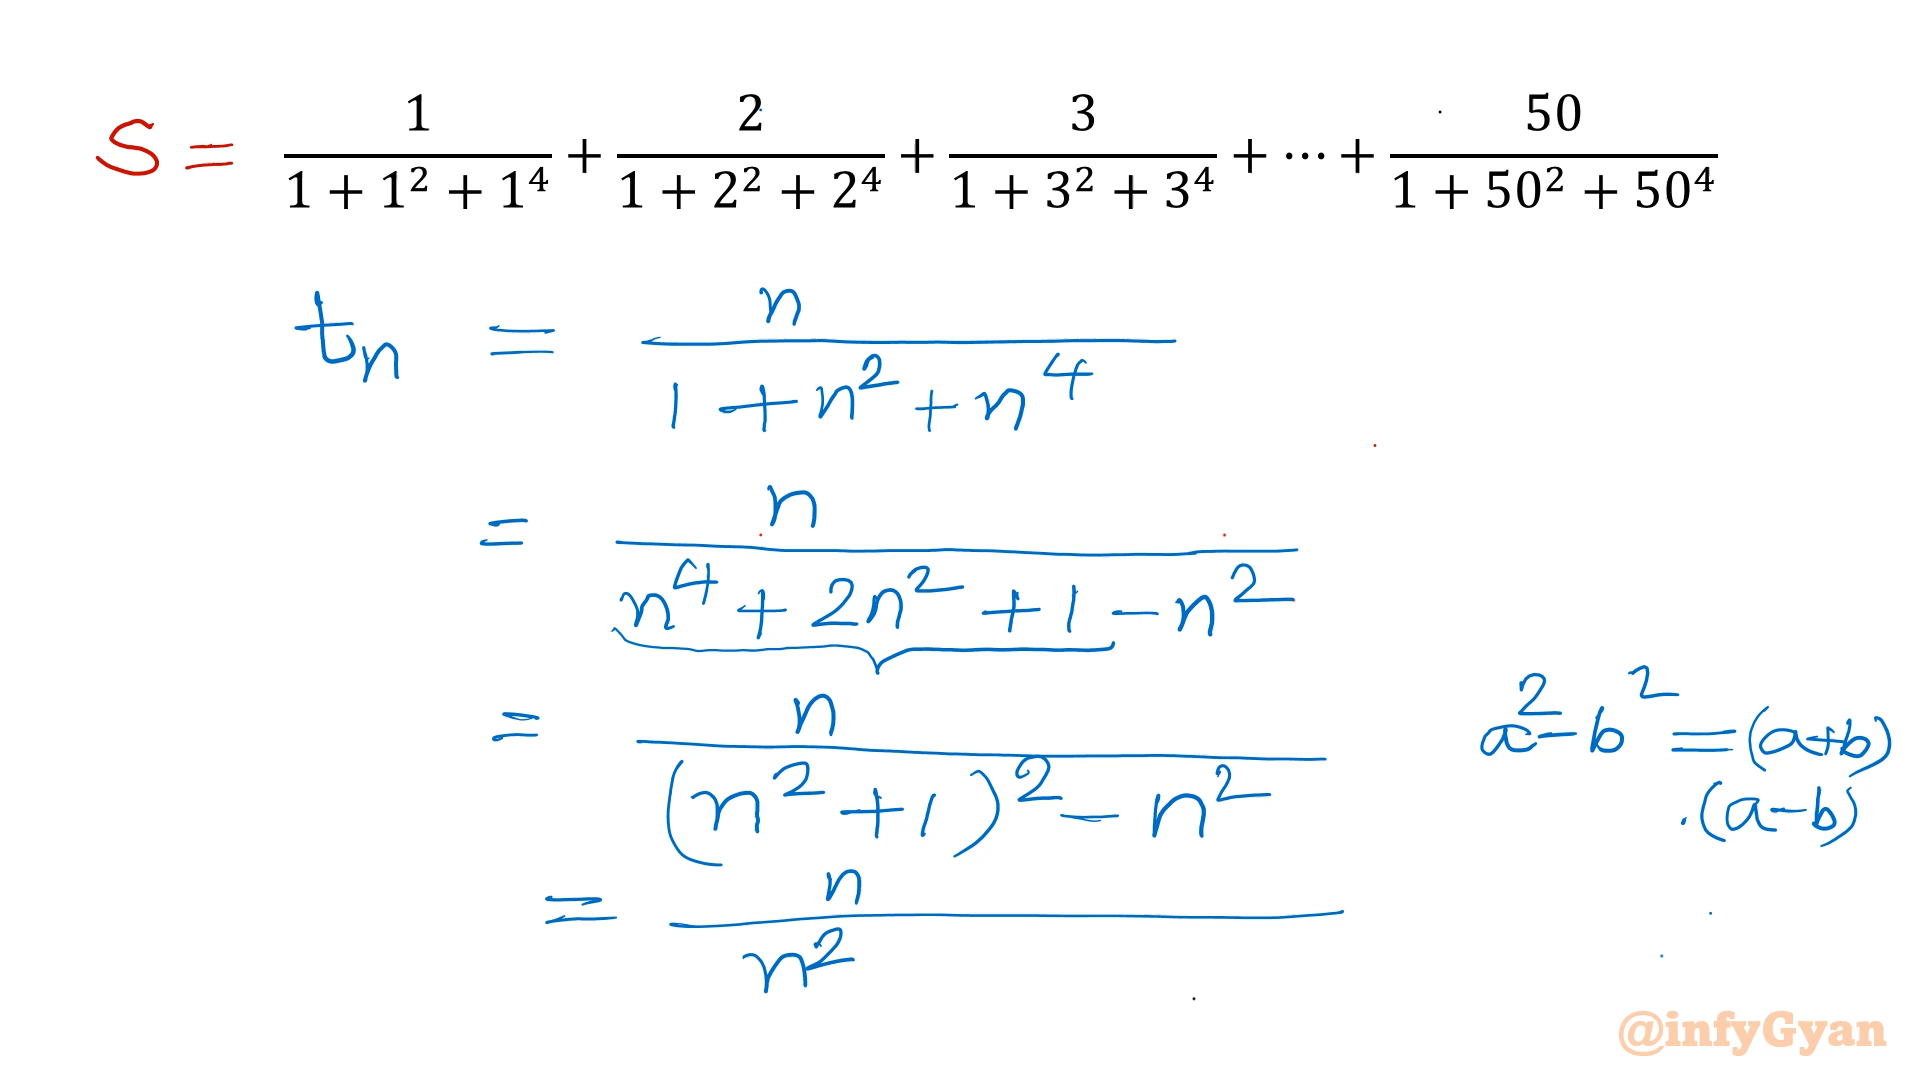 S = 1/(1 + 1² + 1⁴) + 2/(1 + 2² + 2⁴) + 3/(1 + 3² + 3⁴) + ⋯ + 50/(1 + 50² + 50⁴)
tₙ = n/(1 + n² + n⁴)
= n/(n⁴ + 2n² + 1 − n²)
= n/((n² + 1)² − n²)
a² − b² = (a+b)
.(a−b)
= n/n²
@infyGyan